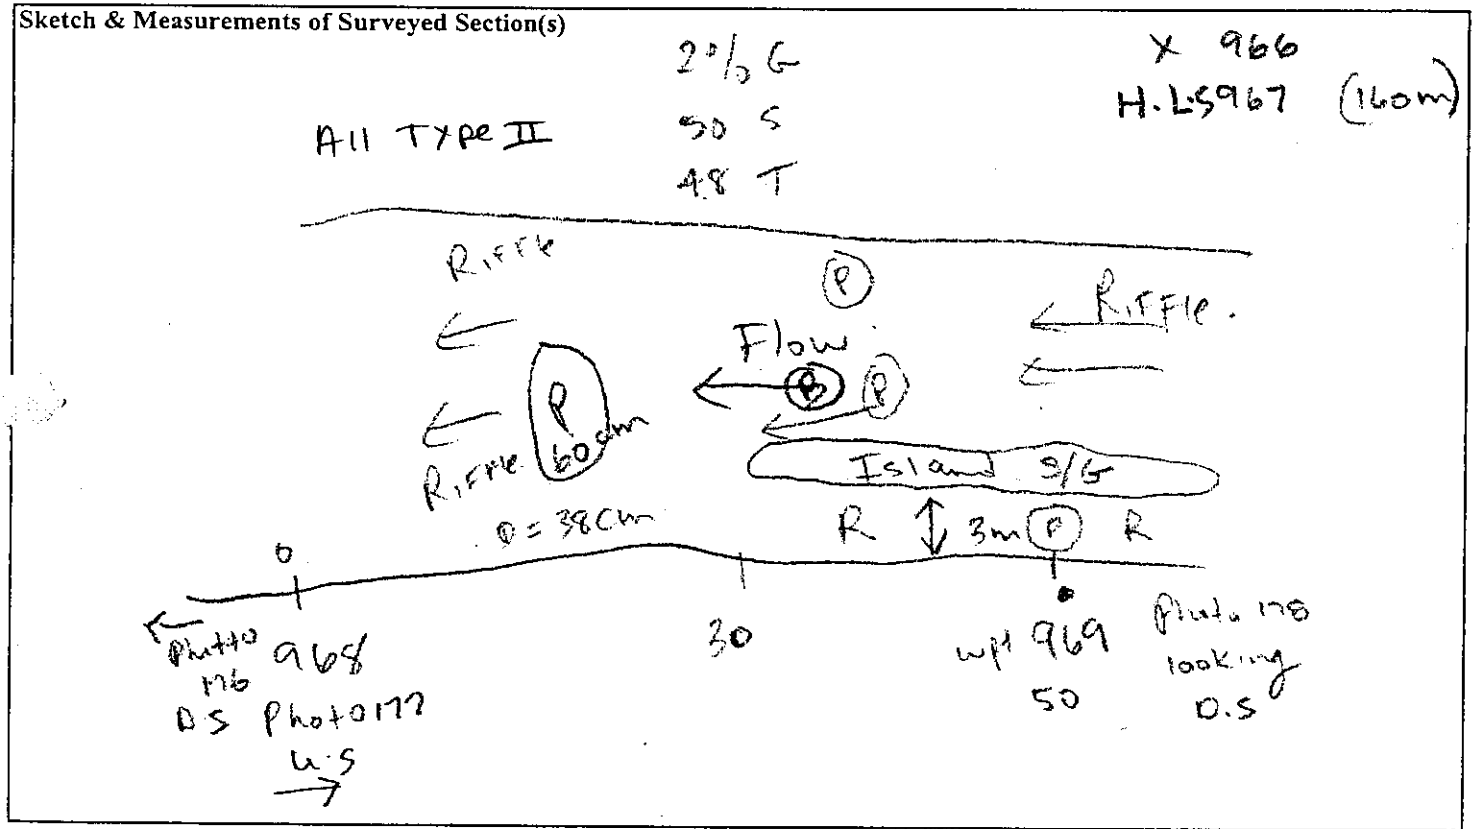 Sketch & Measurements of Surveyed Section(s)
2% G
X 966
H.L.S 967 (160m)
All Type II
50 S
48 T
Riffle
P
Riffle.
Flow
P
P
P
60cm
Riffle
Island S/G
D = 38cm
R 3m P R
0
30
Photo 176 968
D.S Photo 177
U.S
wpt 969
50
Photo 178
looking
D.S